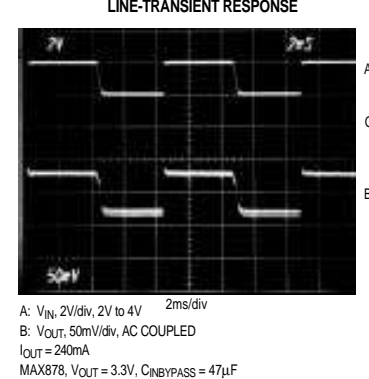 LINE-TRANSIENT RESPONSE
2V 2mS
A
B
50mV
2ms/div
A: VIN, 2V/div, 2V to 4V
B: VOUT, 50mV/div, AC COUPLED
IOUT = 240mA
MAX878, VOUT = 3.3V, CINBYPASS = 47μF